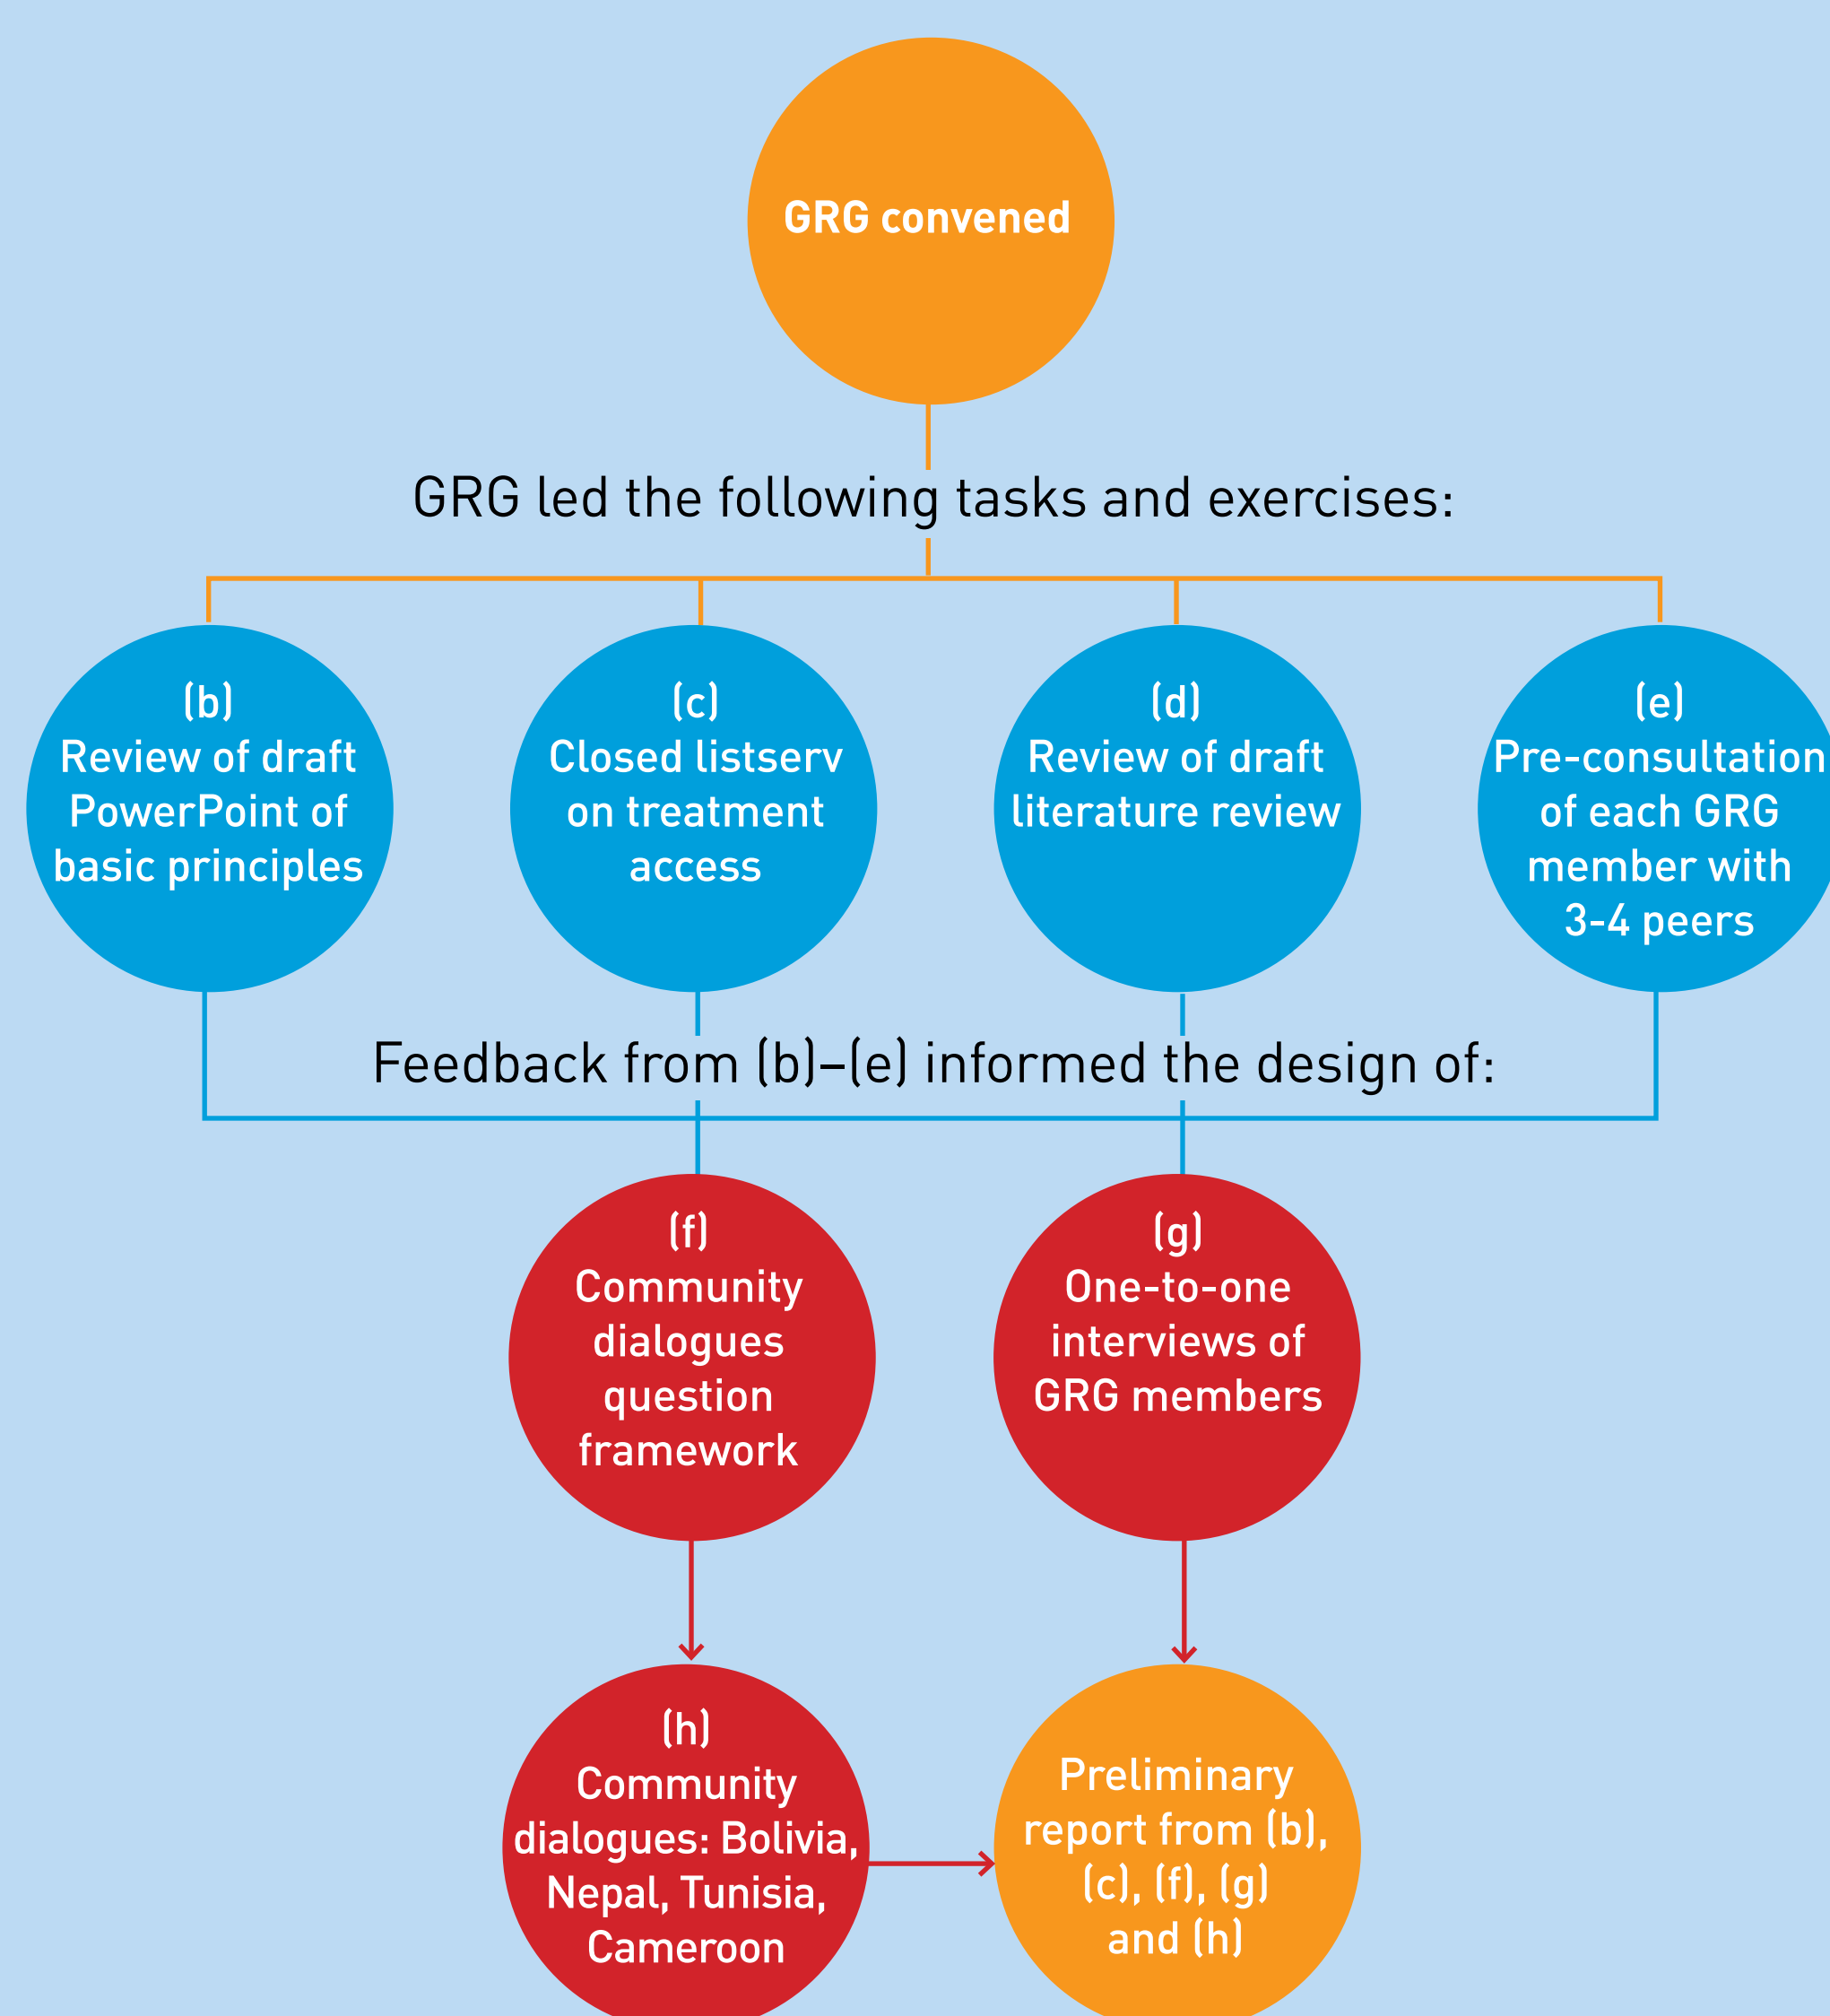 GRG convened
GRG led the following tasks and exercises:
(b)
Review of draft
PowerPoint of
basic principles
(c)
Closed listserv
on treatment
access
(d)
Review of draft
literature review
(e)
Pre-consultation
of each GRG
member with
3-4 peers
Feedback from (b)–(e) informed the design of:
(f)
Community
dialogues
question
framework
(g)
One-to-one
interviews of
GRG members
(h)
Community
dialogues: Bolivia,
Nepal, Tunisia,
Cameroon
Preliminary
report from (b),
(c), (f), (g)
and (h)